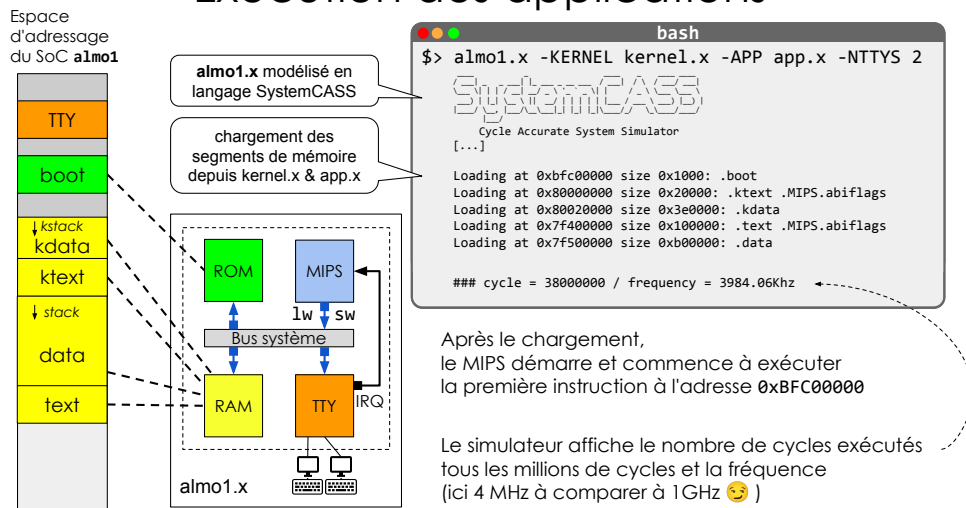 Exécution des applications
Espace
d'adressage
du SoC almo1
TTY
boot
↓ kstack
kdata
ktext
↓ stack
data
text
almo1.x modélisé en
langage SystemCASS
chargement des
segments de mémoire
depuis kernel.x & app.x
ROM
MIPS
lw
sw
Bus système
RAM
TTY
IRQ
almo1.x
bash
$> almo1.x -KERNEL kernel.x -APP app.x -NTTYS 2
SystemCASS
Cycle Accurate System Simulator
[...]
Loading at 0xbfc00000 size 0x1000: .boot
Loading at 0x80000000 size 0x20000: .ktext .MIPS.abiflags
Loading at 0x80020000 size 0x3e0000: .kdata
Loading at 0x7f400000 size 0x100000: .text .MIPS.abiflags
Loading at 0x7f500000 size 0xb00000: .data
### cycle = 38000000 / frequency = 3984.06Khz
Après le chargement,
le MIPS démarre et commence à exécuter
la première instruction à l'adresse 0xBFC00000
Le simulateur affiche le nombre de cycles exécutés
tous les millions de cycles et la fréquence
(ici 4 MHz à comparer à 1GHz 😏 )